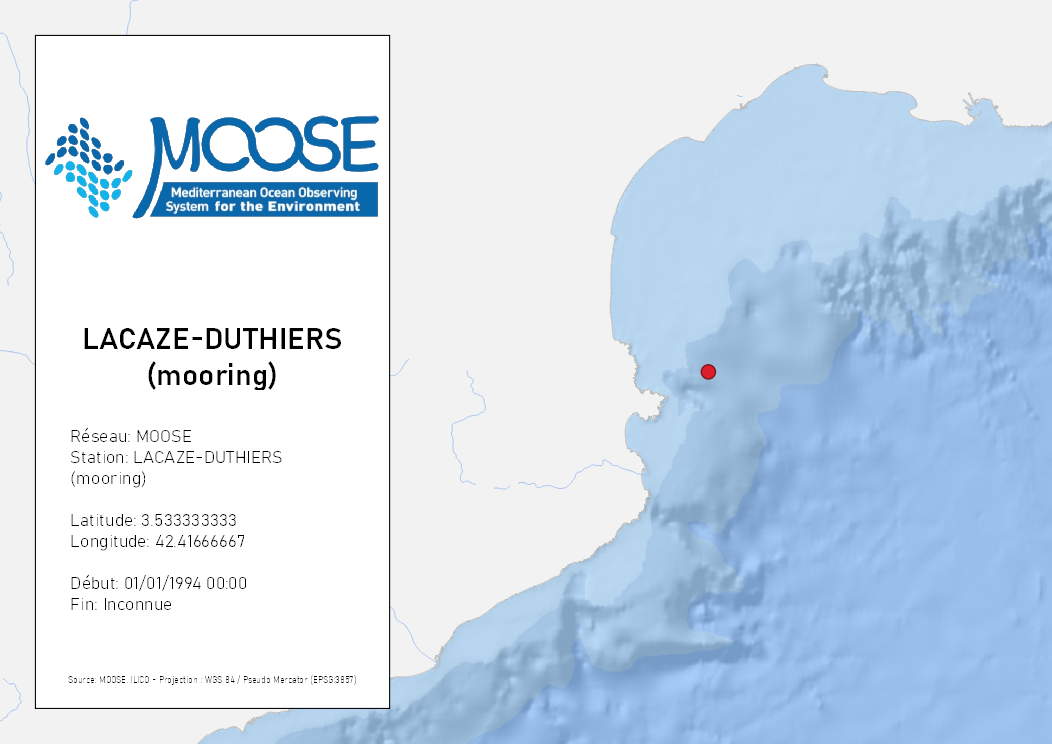 MOOSE
Mediterranean Ocean Observing
System for the Environment
LACAZE-DUTHIERS
(mooring)
Réseau: MOOSE
Station: LACAZE-DUTHIERS
(mooring)
Latitude: 3.533333333
Longitude: 42.41666667
Début: 01/01/1994 00:00
Fin: Inconnue
Source: MOOSE, ILICO - Projection : WGS 84 / Pseudo Mercator (EPSG:3857)